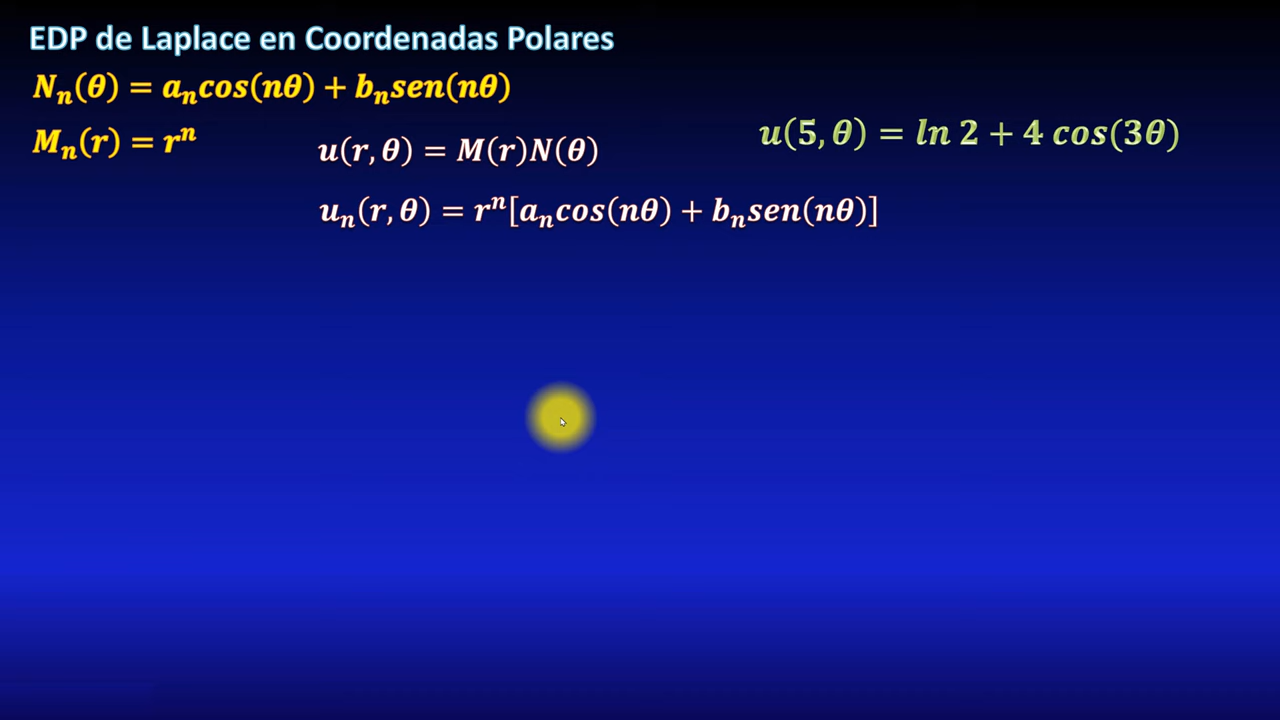 EDP de Laplace en Coordenadas Polares
Nₙ(θ) = aₙcos(nθ) + bₙsen(nθ)
Mₙ(r) = rⁿ
u(r, θ) = M(r)N(θ)
u(5, θ) = ln 2 + 4 cos(3θ)
uₙ(r, θ) = rⁿ[aₙcos(nθ) + bₙsen(nθ)]